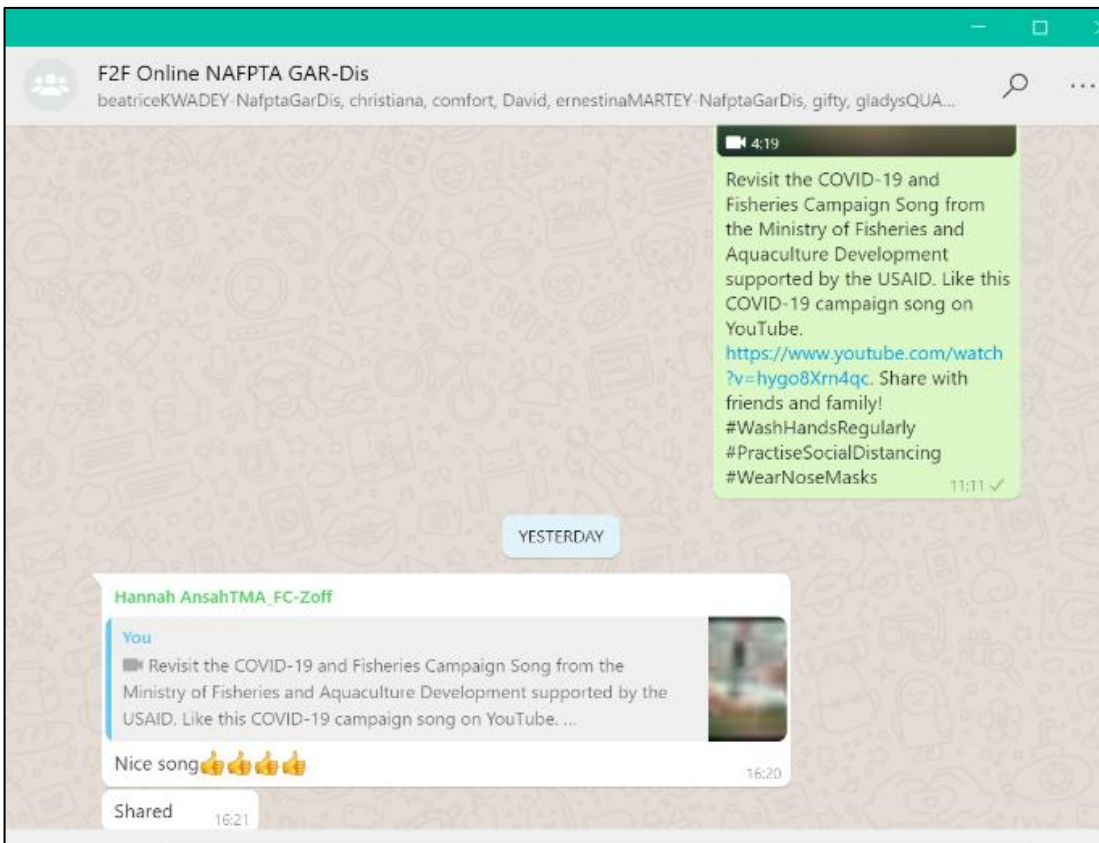 F2F Online NAFPTA GAR-Dis
beatriceKWADEY-NafptaGarDis, christiana, comfort, David, ernestinaMARTEY-NafptaGarDis, gifty, gladysQUA...
4:19
Revisit the COVID-19 and
Fisheries Campaign Song from
the Ministry of Fisheries and
Aquaculture Development
supported by the USAID. Like this
COVID-19 campaign song on
YouTube.
https://www.youtube.com/watch
?v=hygo8Xrn4qc. Share with
friends and family!
#WashHandsRegularly
#PractiseSocialDistancing
#WearNoseMasks
11:11
YESTERDAY
Hannah AnsahTMA_FC-Zoff
You
Revisit the COVID-19 and Fisheries Campaign Song from the
Ministry of Fisheries and Aquaculture Development supported by the
USAID. Like this COVID-19 campaign song on YouTube. ...
Nice song👍👍👍👍
16:20
Shared
16:21